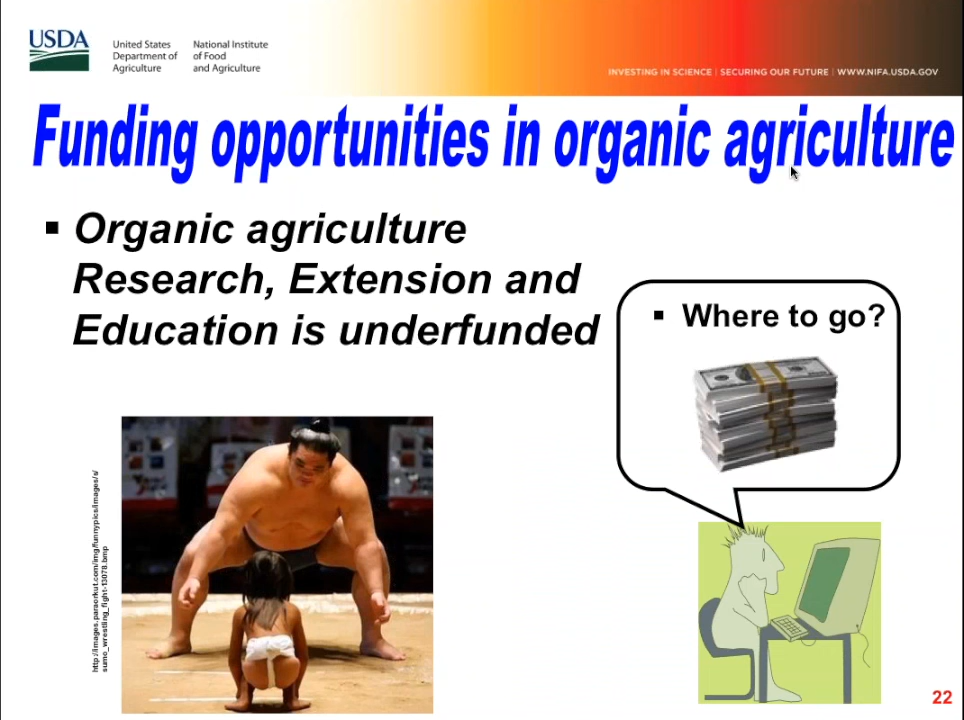 USDA
United States
Department of
Agriculture
National Institute
of Food
and Agriculture
INVESTING IN SCIENCE | SECURING OUR FUTURE | WWW.NIFA.USDA.GOV
Funding opportunities in organic agriculture
▪ Organic agriculture
Research, Extension and
Education is underfunded
▪ Where to go?
http://images.paraorkut.com/img/funnypics/images/s/
sumo_wrestling_fight-13078.bmp
22